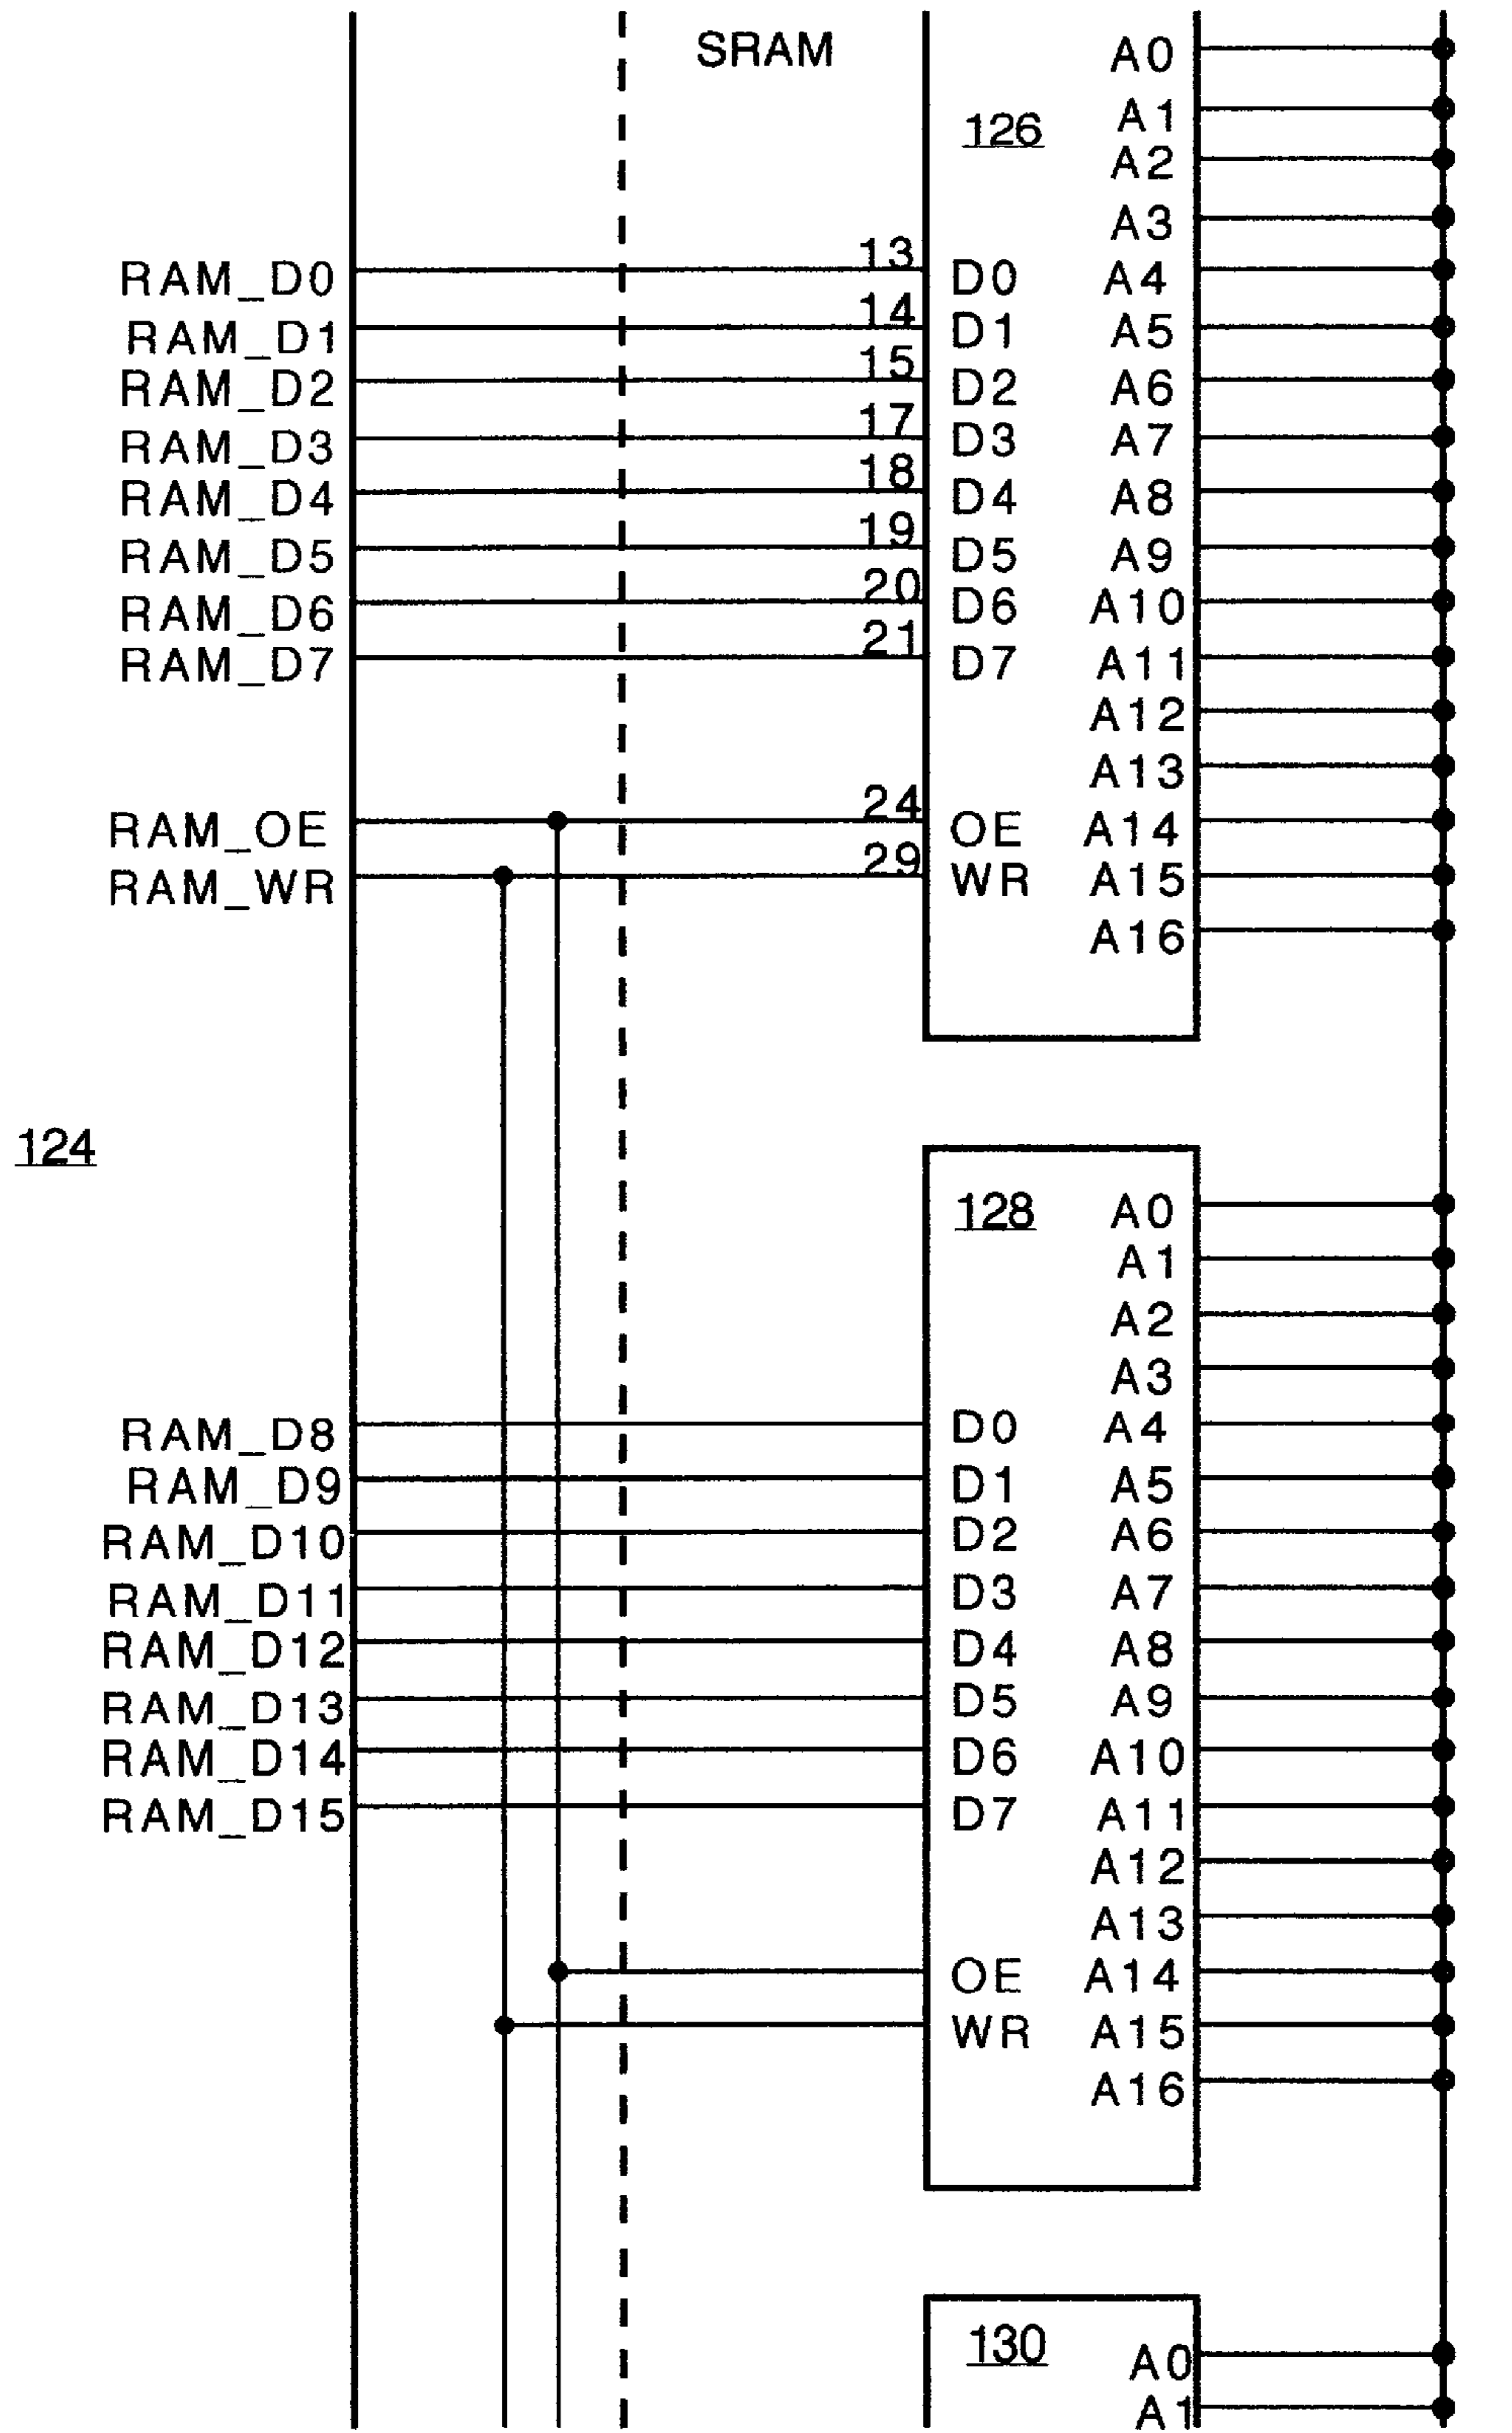 SRAM A0
126 A1
A2
A3
RAM_D0 13 D0 A4
RAM_D1 14 D1 A5
RAM_D2 15 D2 A6
RAM_D3 17 D3 A7
RAM_D4 18 D4 A8
RAM_D5 19 D5 A9
RAM_D6 20 D6 A10
RAM_D7 21 D7 A11
A12
A13
RAM_OE 24 OE A14
RAM_WR 29 WR A15
A16
124
128 A0
A1
A2
A3
RAM_D8 D0 A4
RAM_D9 D1 A5
RAM_D10 D2 A6
RAM_D11 D3 A7
RAM_D12 D4 A8
RAM_D13 D5 A9
RAM_D14 D6 A10
RAM_D15 D7 A11
A12
A13
OE A14
WR A15
A16
130 A0
A1